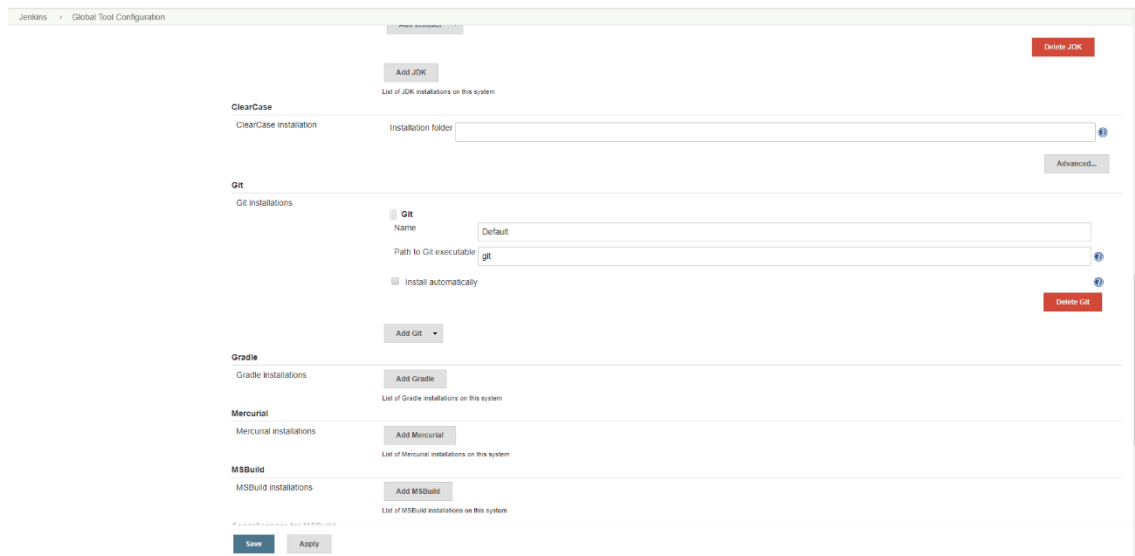 Jenkins › Global Tool Configuration
Add Installer
Delete JDK
Add JDK
List of JDK installations on this system
ClearCase
ClearCase installation
Installation folder
Advanced...
Git
Git installations
Git
Name
Default
Path to Git executable
git
Install automatically
Delete Git
Add Git
Gradle
Gradle installations
Add Gradle
List of Gradle installations on this system
Mercurial
Mercurial installations
Add Mercurial
List of Mercurial installations on this system
MSBuild
MSBuild installations
Add MSBuild
List of MSBuild installations on this system
Save
Apply